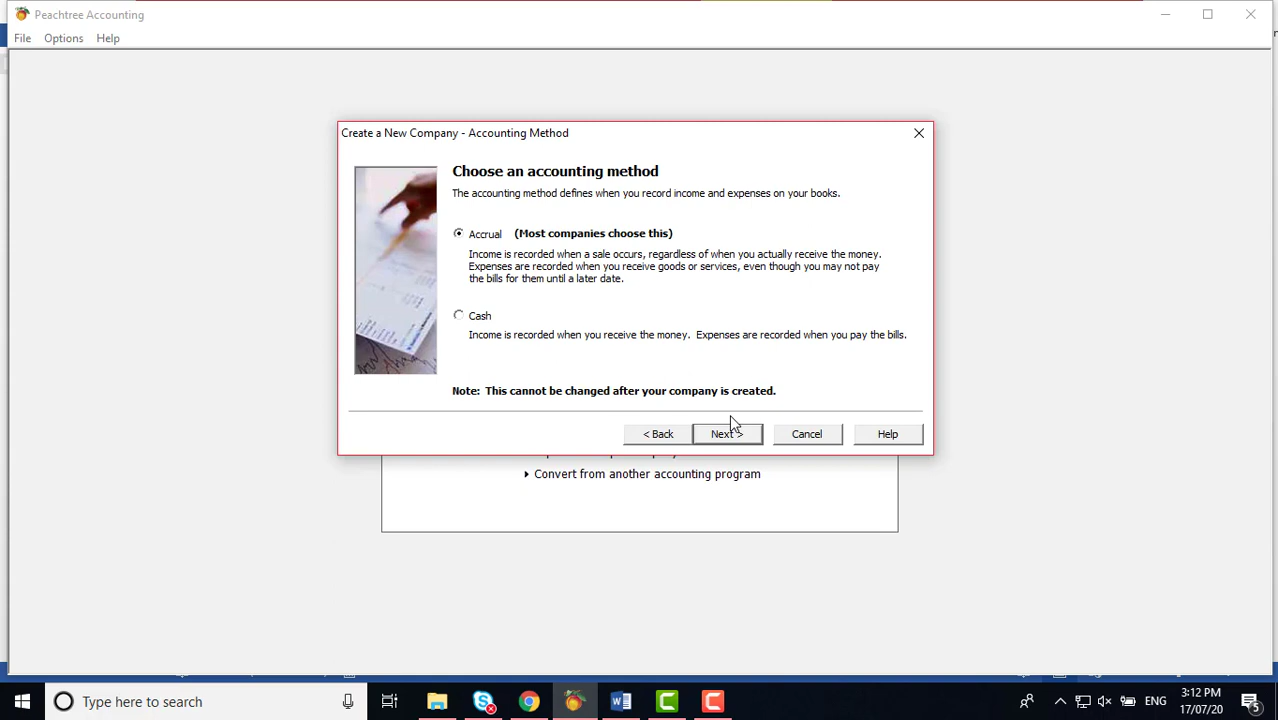 Peachtree Accounting
File Options Help
Create a New Company - Accounting Method
Choose an accounting method
The accounting method defines when you record income and expenses on your books.
Accrual (Most companies choose this)
Income is recorded when a sale occurs, regardless of when you actually receive the money.
Expenses are recorded when you receive goods or services, even though you may not pay
the bills for them until a later date.
Cash
Income is recorded when you receive the money. Expenses are recorded when you pay the bills.
Note: This cannot be changed after your company is created.
< Back Next > Cancel Help
Convert from another accounting program
Type here to search
ENG
3:12 PM
17/07/20
5